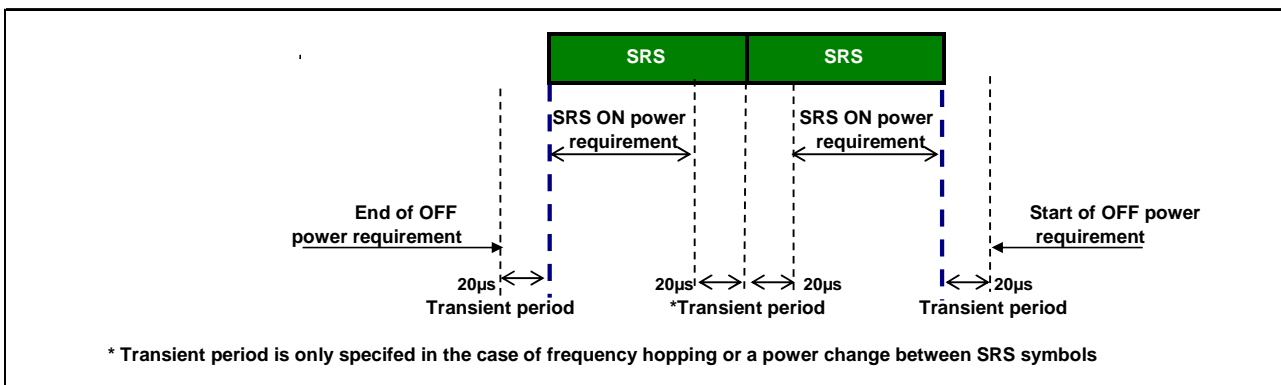 SRS SRS
SRS ON power
requirement
SRS ON power
requirement
End of OFF
power requirement
Start of OFF power
requirement
20µs 20µs 20µs 20µs
Transient period *Transient period Transient period
* Transient period is only specifed in the case of frequency hopping or a power change between SRS symbols